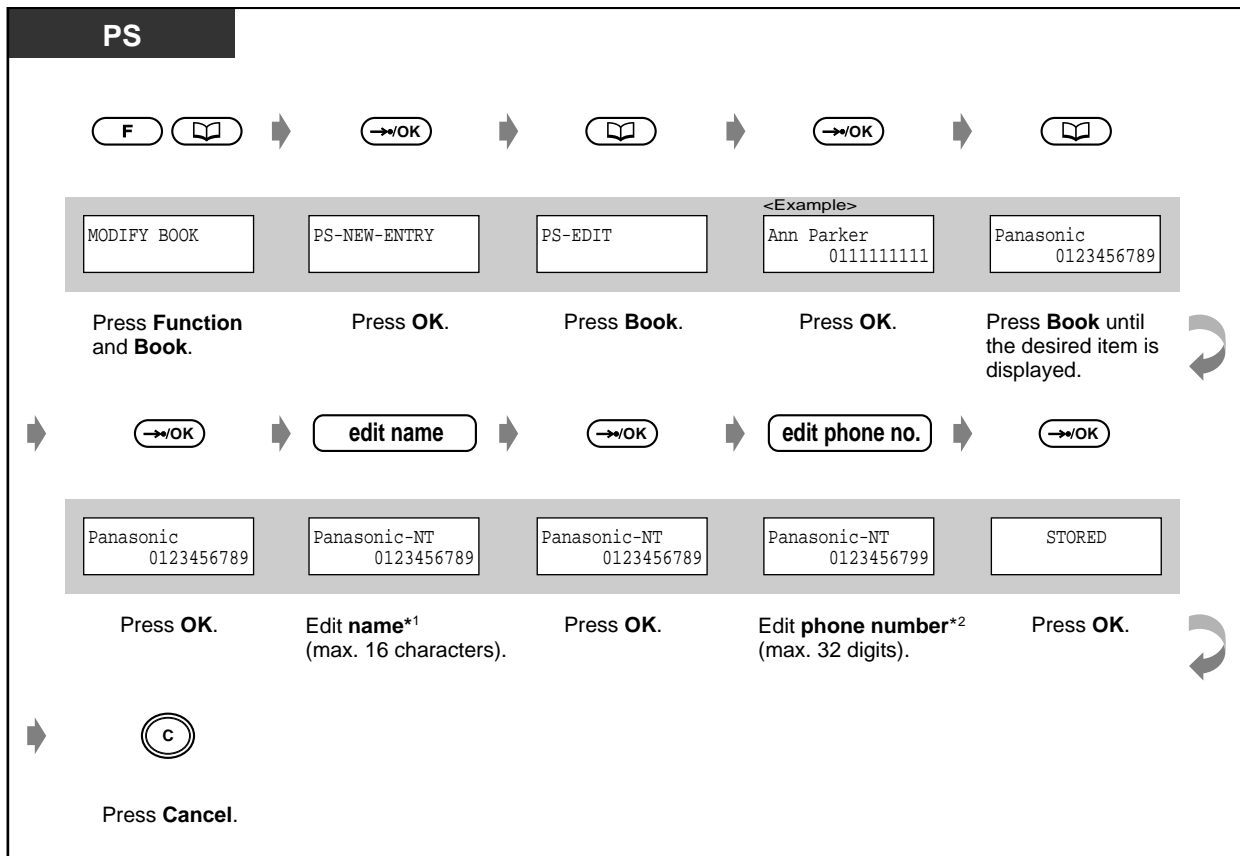 PS
F →•/OK →•/OK
<Example>
MODIFY BOOK PS-NEW-ENTRY PS-EDIT Ann Parker Panasonic
0111111111 0123456789
Press Function Press OK. Press Book. Press OK. Press Book until
and Book. the desired item is
displayed.
→•/OK edit name →•/OK edit phone no. →•/OK
Panasonic Panasonic-NT Panasonic-NT Panasonic-NT STORED
0123456789 0123456789 0123456789 0123456799
Press OK. Edit name*1 Press OK. Edit phone number*2 Press OK.
(max. 16 characters). (max. 32 digits).
C
Press Cancel.